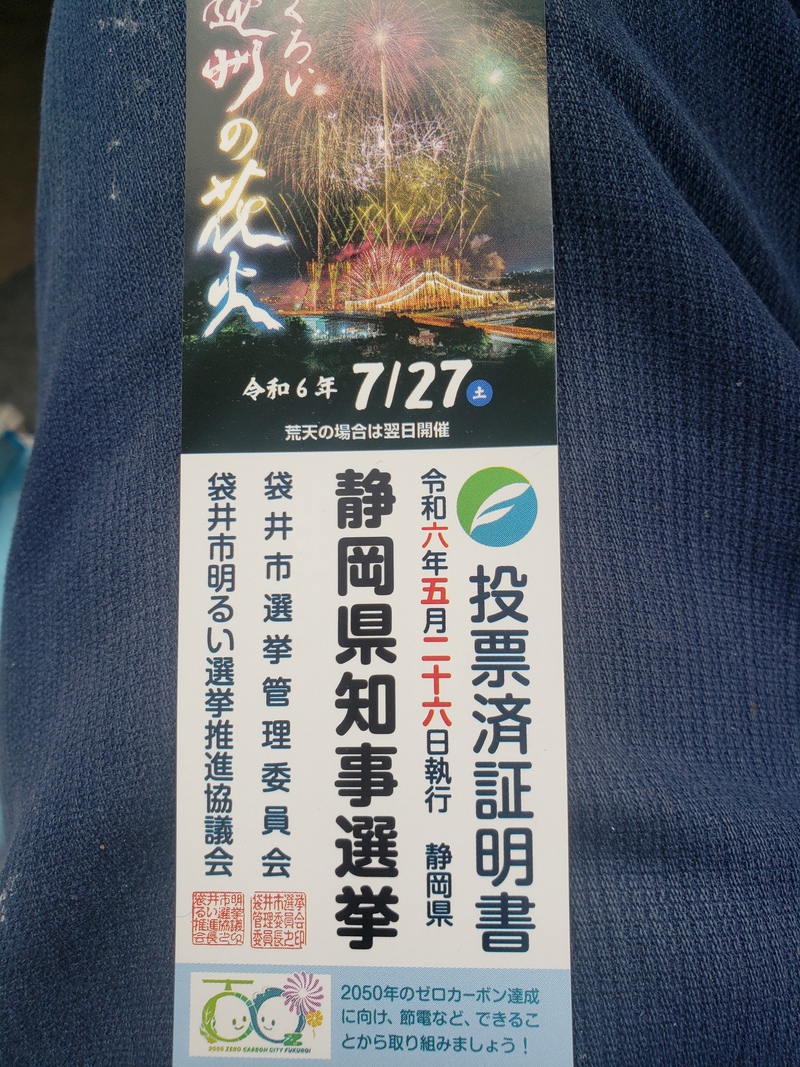 くろい
遠州の花火
令和6年 7/27 土
荒天の場合は翌日開催
投票済証明書
令和六年五月二十六日執行 静岡県
静岡県知事選挙
袋井市選挙管理委員会
袋井市明るい選挙推進協議会
2050年のゼロカーボン達成
に向け、節電など、できるこ
とから取り組みましょう!
2050 ZERO CARBON CITY FUKUROI